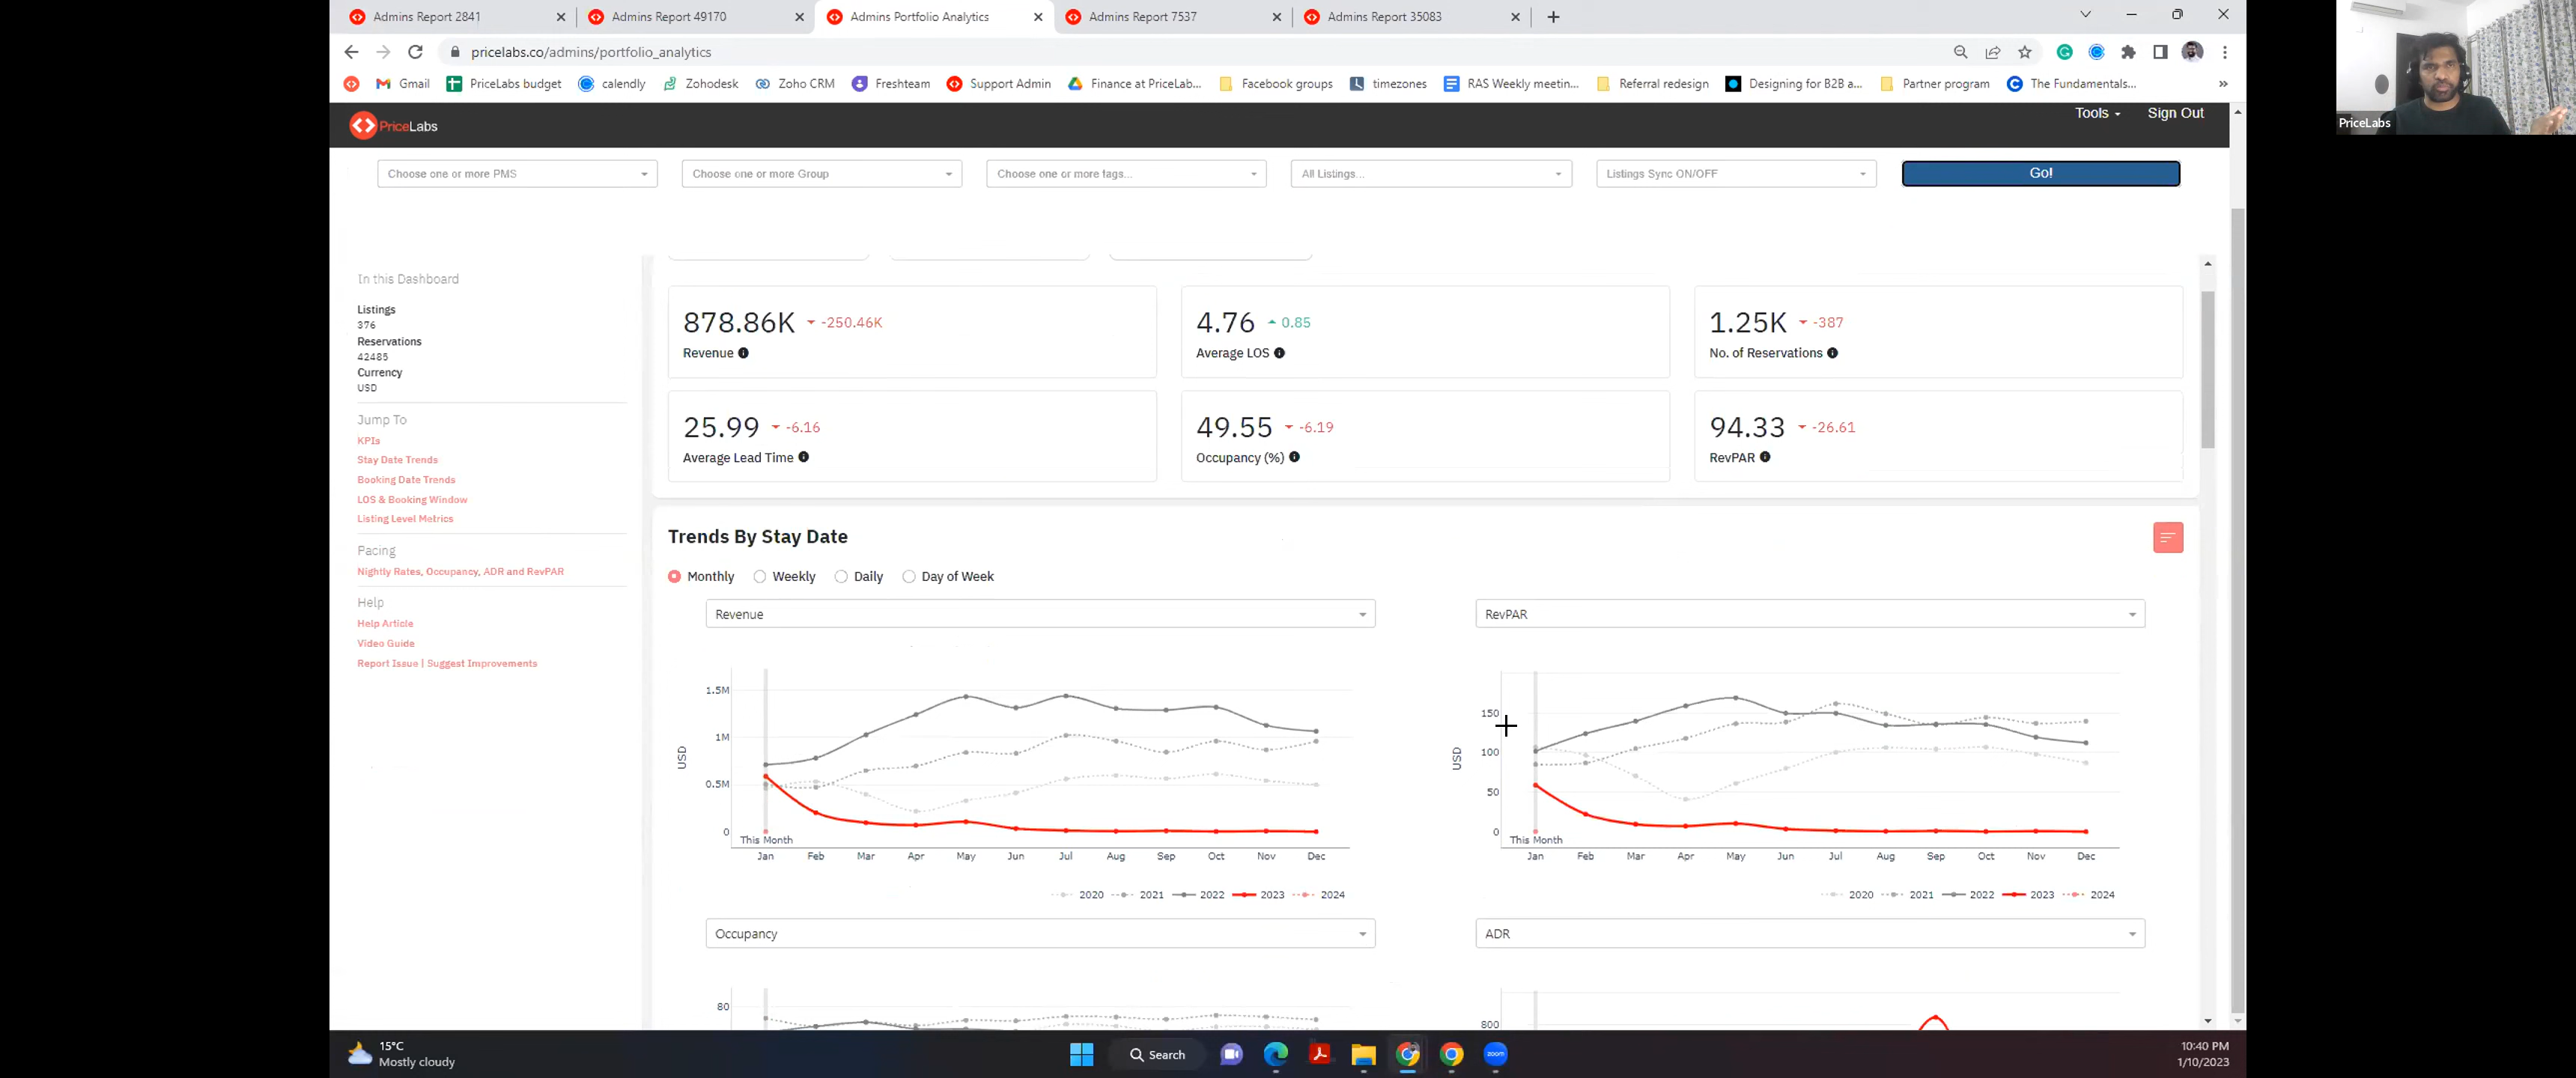 Admins Report 2841
Admins Report 49170
Admins Portfolio Analytics
Admins Report 7537
Admins Report 35083
pricelabs.co/admins/portfolio_analytics
Gmail
PriceLabs budget
calendly
Zohodesk
Zoho CRM
Freshteam
Support Admin
Finance at PriceLab...
Facebook groups
timezones
RAS Weekly meetin...
Referral redesign
Designing for B2B a...
Partner program
The Fundamentals...
PriceLabs
Tools
Sign Out
PriceLabs
Choose one or more PMS
Choose one or more Group
Choose one or more tags...
All Listings...
Listings Sync ON/OFF
Go!
In this Dashboard
Listings
376
Reservations
42485
Currency
USD
Jump To
KPIs
Stay Date Trends
Booking Date Trends
LOS & Booking Window
Listing Level Metrics
Pacing
Nightly Rates, Occupancy, ADR and RevPAR
Help
Help Article
Video Guide
Report Issue | Suggest Improvements
878.86K -250.46K
Revenue
4.76 0.85
Average LOS
1.25K -387
No. of Reservations
25.99 -6.16
Average Lead Time
49.55 -6.19
Occupancy (%)
94.33 -26.61
RevPAR
Trends By Stay Date
Monthly Weekly Daily Day of Week
Revenue
1.5M
1M
0.5M
0
USD
This Month
Jan Feb Mar Apr May Jun Jul Aug Sep Oct Nov Dec
2020 2021 2022 2023 2024
RevPAR
150
100
50
0
USD
This Month
Jan Feb Mar Apr May Jun Jul Aug Sep Oct Nov Dec
2020 2021 2022 2023 2024
Occupancy
80
ADR
800
15°C
Mostly cloudy
Search
zoom
10:40 PM
1/10/2023